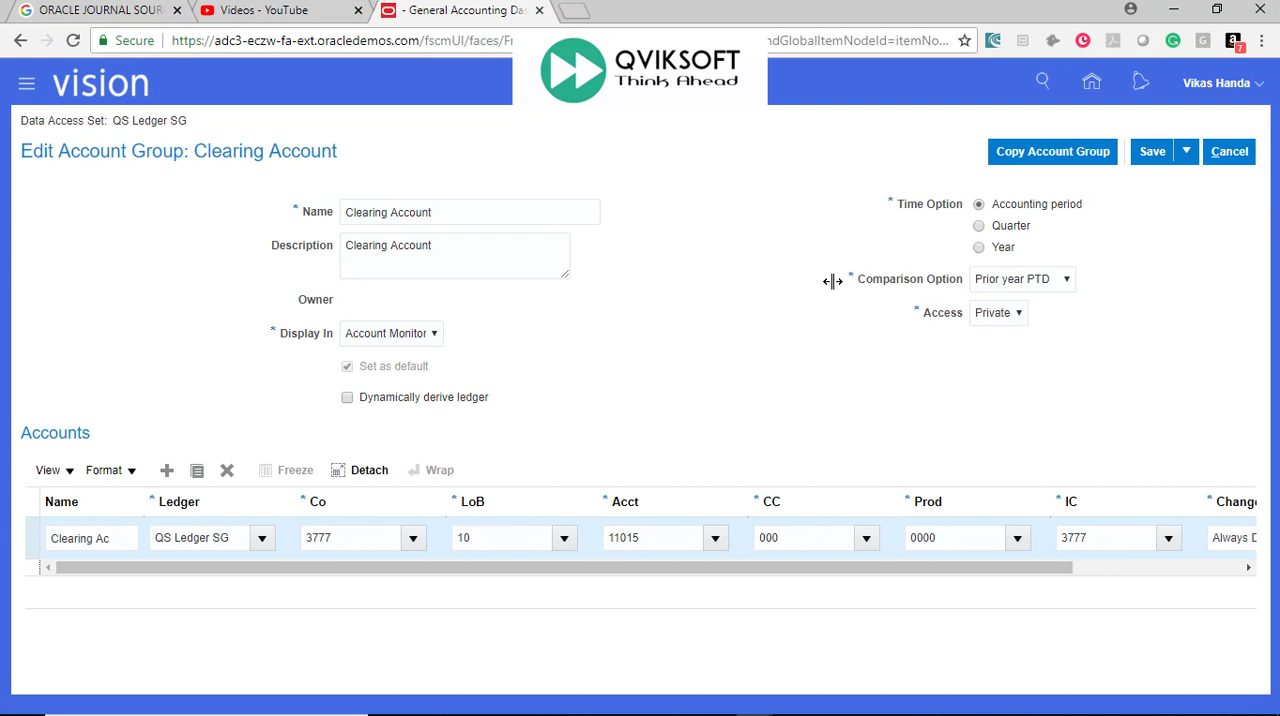 ORACLE JOURNAL SOUR
Videos - YouTube
- General Accounting Das
Secure
https://adc3-eczw-fa-ext.oracledemos.com/fscmUI/faces/Fr
ndGlobalItemNodeId=itemNo...
7
QVIKSOFT
Think Ahead
vision
Vikas Handa
Data Access Set: QS Ledger SG
Edit Account Group: Clearing Account
Copy Account Group
Save
Cancel
* Name Clearing Account
Description Clearing Account
Owner
* Display In Account Monitor
Set as default
Dynamically derive ledger
* Time Option Accounting period
Quarter
Year
* Comparison Option Prior year PTD
* Access Private
Accounts
View Format Freeze Detach Wrap
Name * Ledger * Co * LoB * Acct * CC * Prod * IC * Change
Clearing Ac QS Ledger SG 3777 10 11015 000 0000 3777 Always D